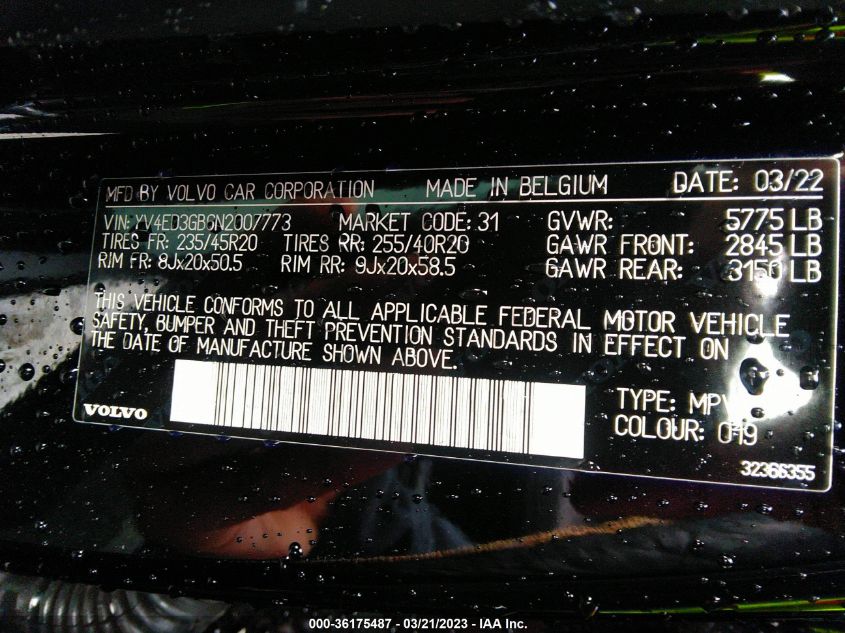 MFD BY VOLVO CAR CORPORATION MADE IN BELGIUM DATE: 03/22
VIN: YV4ED3GB6N2007773 MARKET CODE: 31 GVWR: 5775 LB
TIRES FR: 235/45R20 TIRES RR: 255/40R20 GAWR FRONT: 2845 LB
RIM FR: 8Jx20x50.5 RIM RR: 9Jx20x58.5 GAWR REAR: 3150 LB
THIS VEHICLE CONFORMS TO ALL APPLICABLE FEDERAL MOTOR VEHICLE
SAFETY, BUMPER AND THEFT PREVENTION STANDARDS IN EFFECT ON
THE DATE OF MANUFACTURE SHOWN ABOVE.
TYPE: MPV
VOLVO COLOUR: 019
32366355
000-36175487 - 03/21/2023 - IAA Inc.